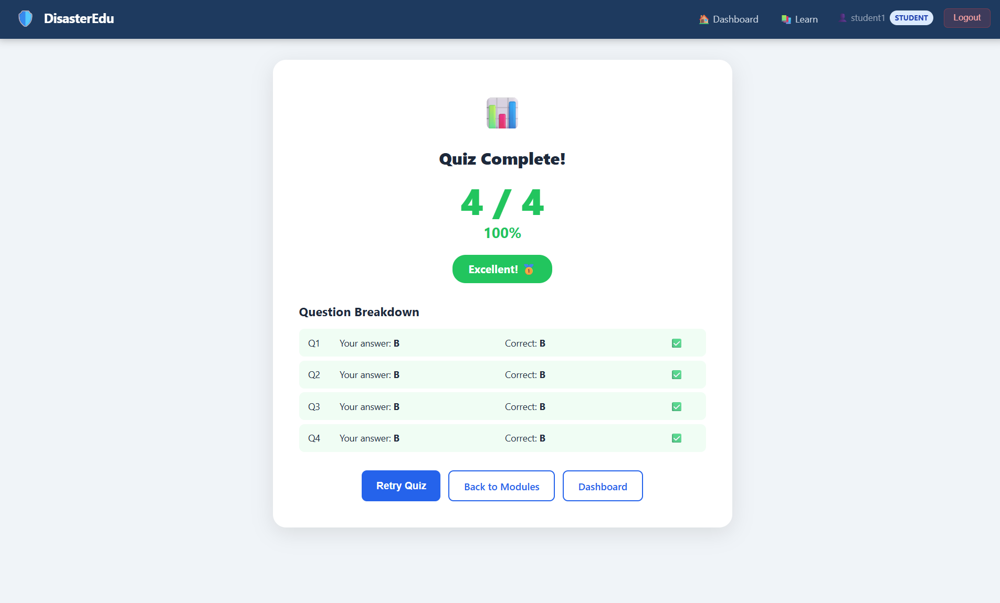 DisasterEdu
Dashboard
Learn
student1
STUDENT
Logout
Quiz Complete!
4 / 4
100%
Excellent!
Question Breakdown
Q1 Your answer: B Correct: B
Q2 Your answer: B Correct: B
Q3 Your answer: B Correct: B
Q4 Your answer: B Correct: B
Retry Quiz
Back to Modules
Dashboard